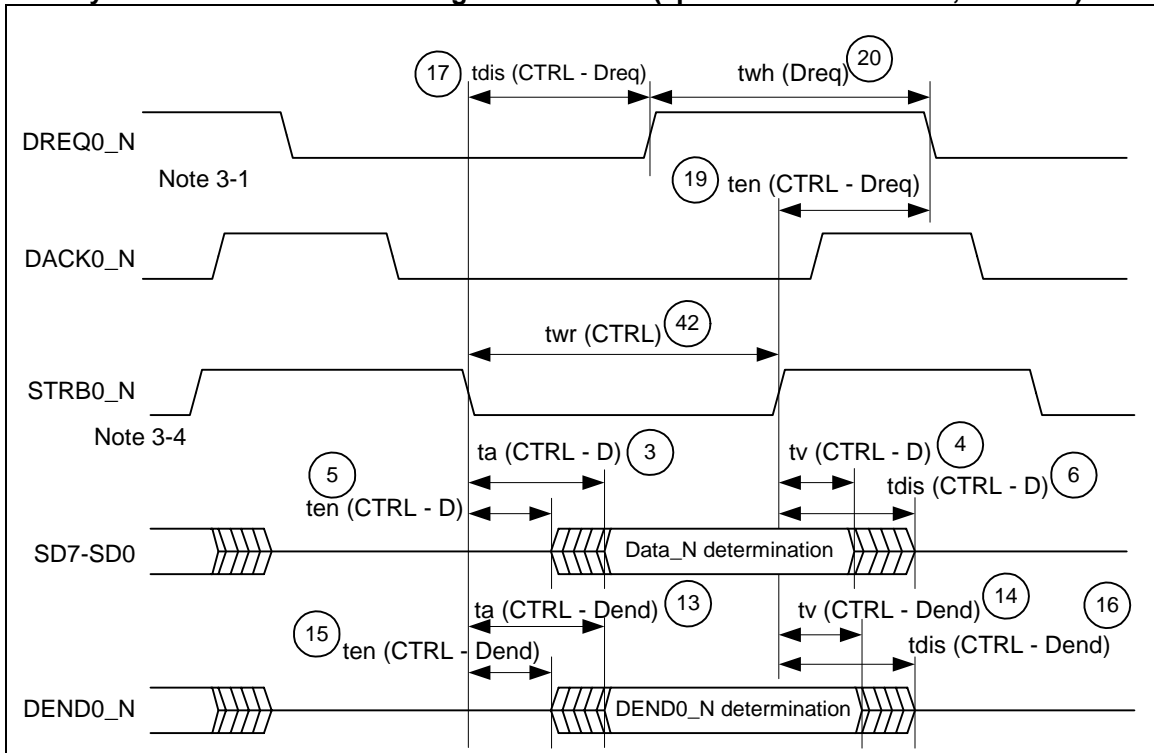 17 tdis (CTRL - Dreq) twh (Dreq) 20
DREQ0_N
Note 3-1
19 ten (CTRL - Dreq)
DACK0_N
twr (CTRL) 42
STRB0_N
Note 3-4
ta (CTRL - D) 3 tv (CTRL - D) 4
5 ten (CTRL - D) tdis (CTRL - D) 6
SD7-SD0 Data_N determination
ta (CTRL - Dend) 13 tv (CTRL - Dend) 14
15 ten (CTRL - Dend) tdis (CTRL - Dend) 16
DEND0_N DEND0_N determination